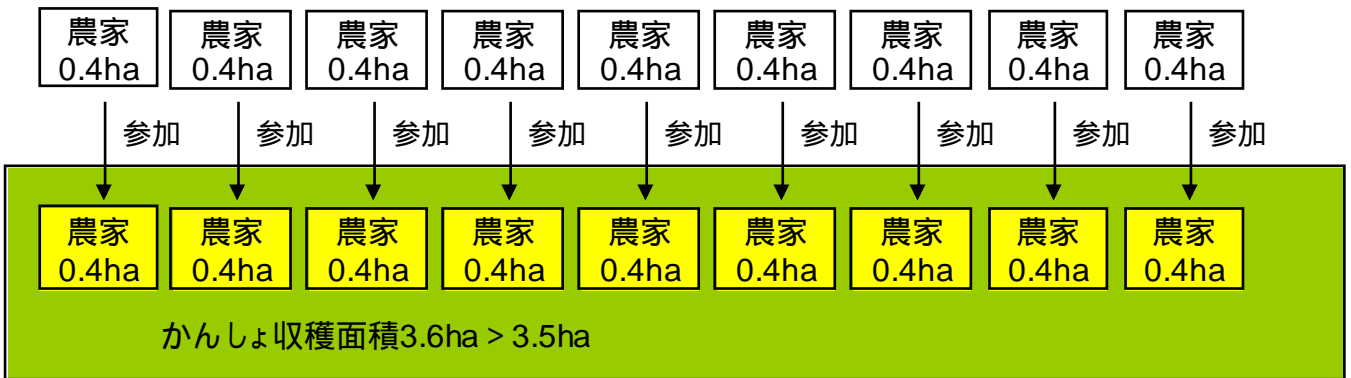 農家 農家 農家 農家 農家 農家 農家 農家 農家
0.4ha 0.4ha 0.4ha 0.4ha 0.4ha 0.4ha 0.4ha 0.4ha 0.4ha
参加 参加 参加 参加 参加 参加 参加 参加 参加
農家 農家 農家 農家 農家 農家 農家 農家 農家
0.4ha 0.4ha 0.4ha 0.4ha 0.4ha 0.4ha 0.4ha 0.4ha 0.4ha
かんしょ収穫面積3.6ha > 3.5ha